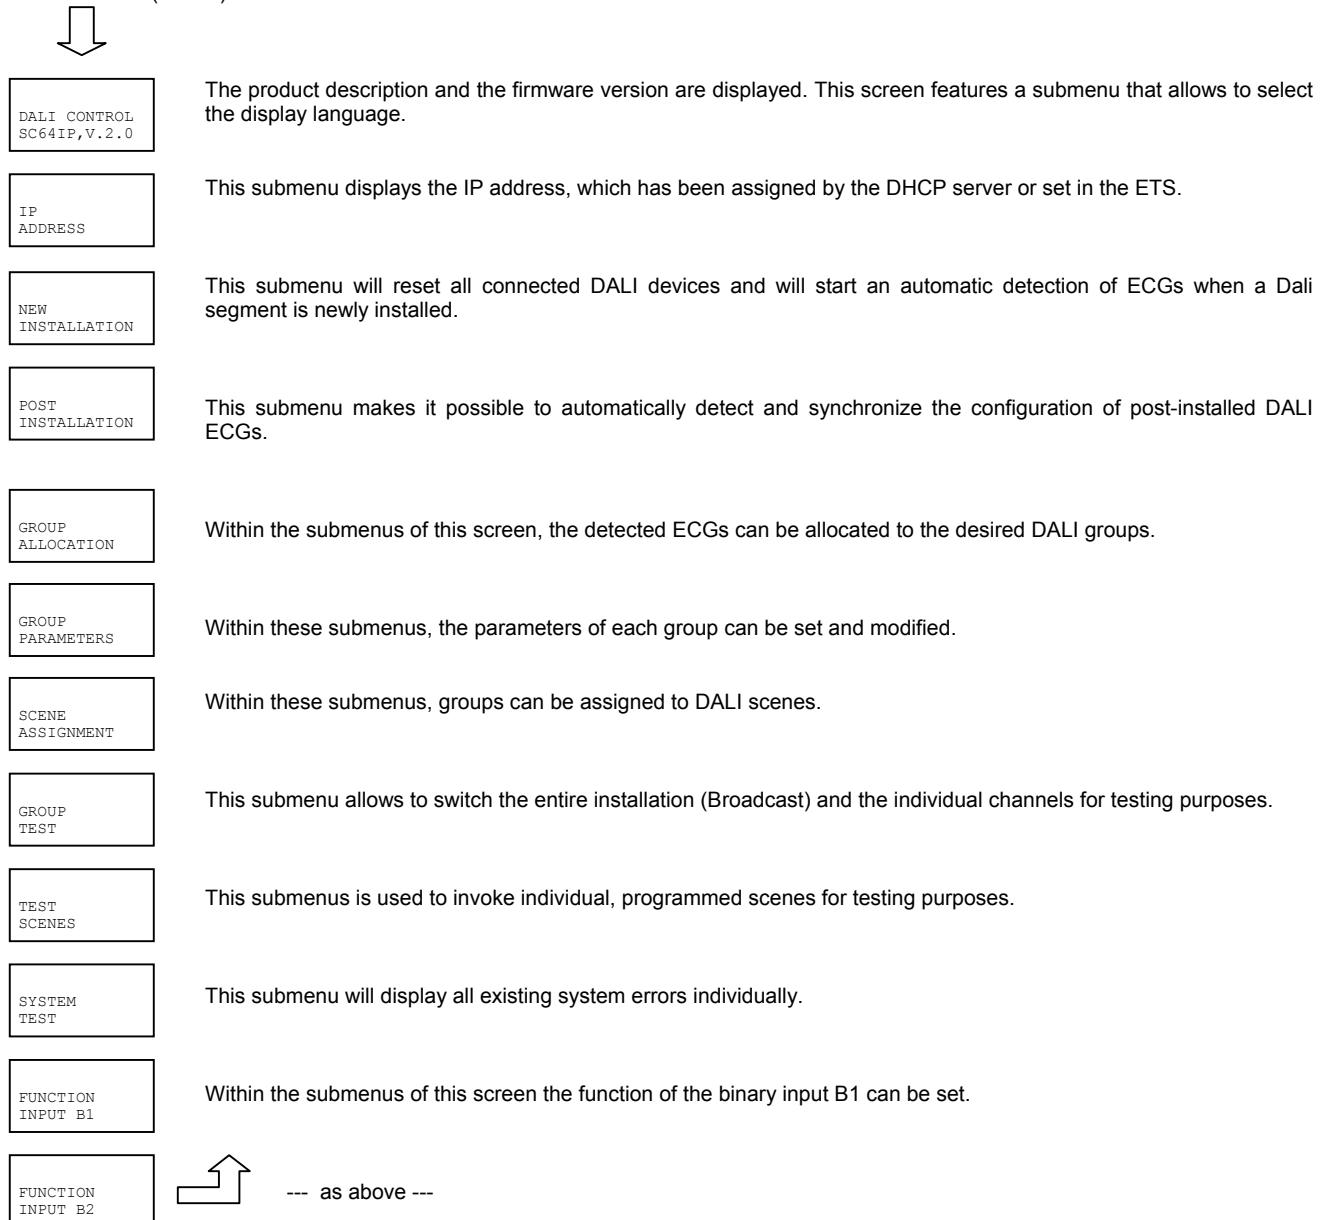 DALI CONTROL
SC64IP,V.2.0
The product description and the firmware version are displayed. This screen features a submenu that allows to select
the display language.
IP
ADDRESS
This submenu displays the IP address, which has been assigned by the DHCP server or set in the ETS.
NEW
INSTALLATION
This submenu will reset all connected DALI devices and will start an automatic detection of ECGs when a Dali
segment is newly installed.
POST
INSTALLATION
This submenu makes it possible to automatically detect and synchronize the configuration of post-installed DALI
ECGs.
GROUP
ALLOCATION
Within the submenus of this screen, the detected ECGs can be allocated to the desired DALI groups.
GROUP
PARAMETERS
Within these submenus, the parameters of each group can be set and modified.
SCENE
ASSIGNMENT
Within these submenus, groups can be assigned to DALI scenes.
GROUP
TEST
This submenu allows to switch the entire installation (Broadcast) and the individual channels for testing purposes.
TEST
SCENES
This submenus is used to invoke individual, programmed scenes for testing purposes.
SYSTEM
TEST
This submenu will display all existing system errors individually.
FUNCTION
INPUT B1
Within the submenus of this screen the function of the binary input B1 can be set.
FUNCTION
INPUT B2
--- as above ---